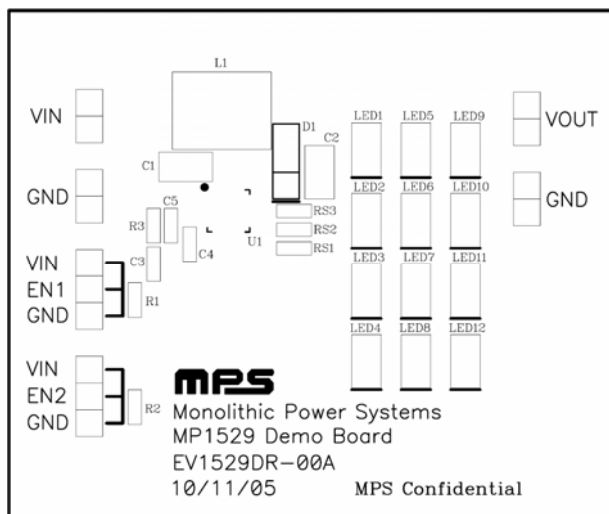 L1
VIN
D1
C2
LED1 LED5 LED9
VOUT
C1
GND
LED2 LED6 LED10
GND
R3
C5
C4
U1
RS3
RS2
RS1
VIN
EN1
GND
C3
R1
LED3 LED7 LED11
LED4 LED8 LED12
VIN
EN2
GND
R2
MPS
Monolithic Power Systems
MP1529 Demo Board
EV1529DR-00A
10/11/05 MPS Confidential